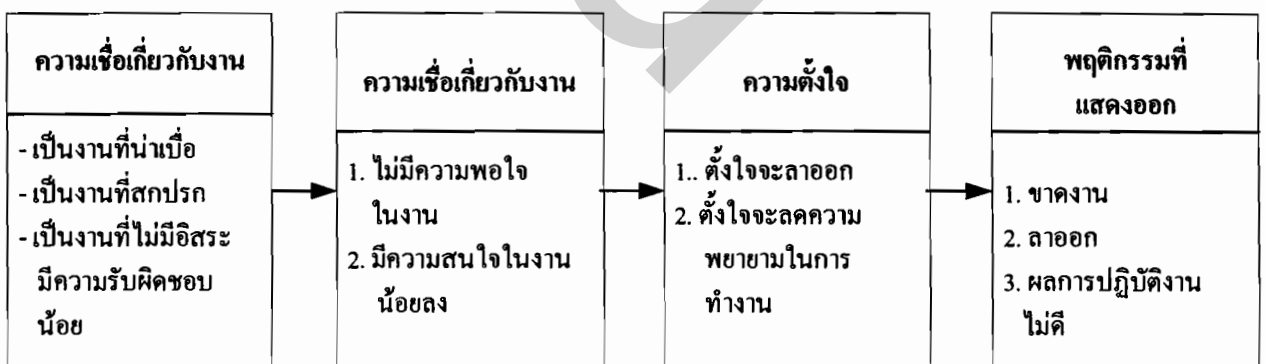 ความเชื่อเกี่ยวกับงาน
- เป็นงานที่น่าเบื่อ
- เป็นงานที่สกปรก
- เป็นงานที่ไม่มีอิสระ
มีความรับผิดชอบ
น้อย
ความเชื่อเกี่ยวกับงาน
1. ไม่มีความพอใจ
ในงาน
2. มีความสนใจในงาน
น้อยลง
ความตั้งใจ
1.. ตั้งใจจะลาออก
2. ตั้งใจจะลดความ
พยายามในการ
ทำงาน
พฤติกรรมที่
แสดงออก
1. ขาดงาน
2. ลาออก
3. ผลการปฏิบัติงาน
ไม่ดี